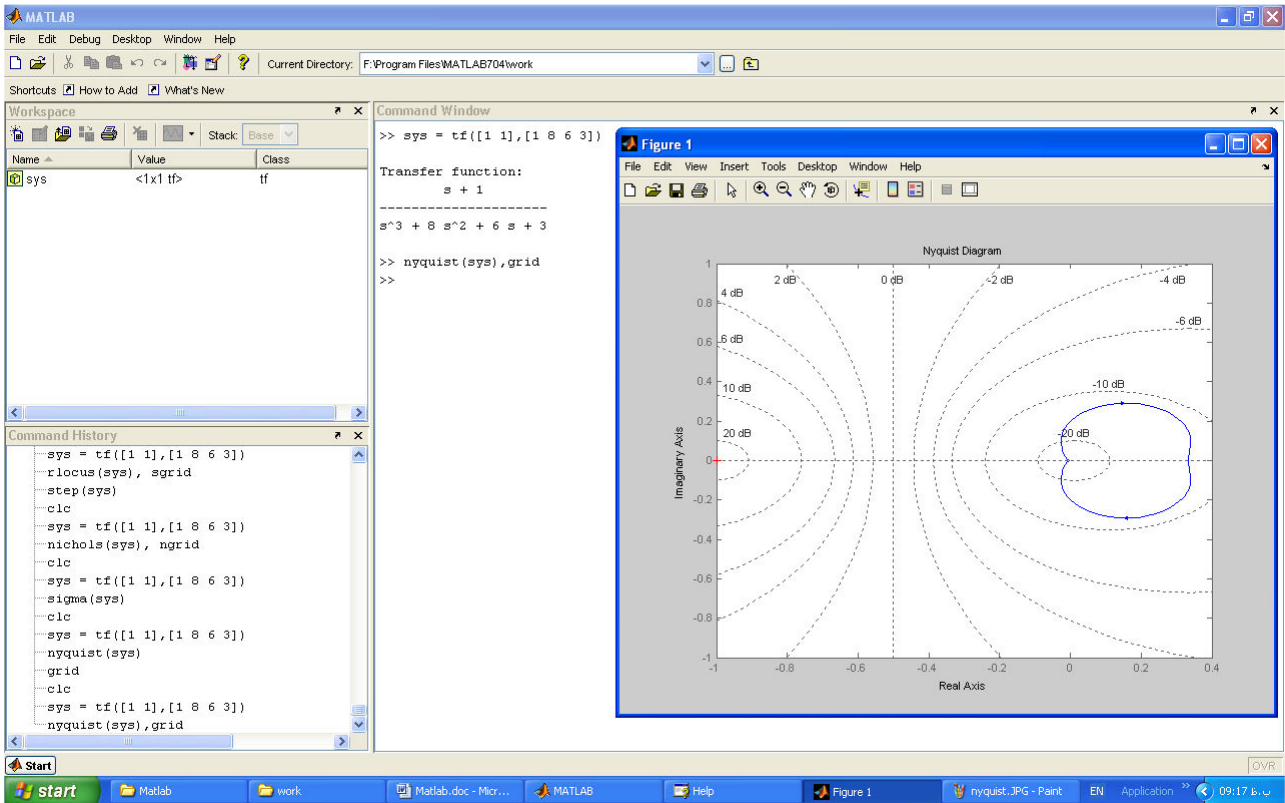 MATLAB
File Edit Debug Desktop Window Help
Current Directory: F:\Program Files\MATLAB704\work
Shortcuts How to Add What's New
Workspace
Stack: Base
Name Value Class
sys <1x1 tf> tf
Command History
sys = tf([1 1],[1 8 6 3])
rlocus(sys), sgrid
step(sys)
clc
sys = tf([1 1],[1 8 6 3])
nichols(sys), ngrid
clc
sys = tf([1 1],[1 8 6 3])
sigma(sys)
clc
sys = tf([1 1],[1 8 6 3])
nyquist(sys)
grid
clc
sys = tf([1 1],[1 8 6 3])
nyquist(sys),grid
Command Window
>> sys = tf([1 1],[1 8 6 3])
Transfer function:
s + 1
---------------------
s^3 + 8 s^2 + 6 s + 3
>> nyquist(sys),grid
>>
Figure 1
File Edit View Insert Tools Desktop Window Help
Nyquist Diagram
2 dB 0 dB -2 dB -4 dB
4 dB
-6 dB
6 dB
10 dB -10 dB
20 dB -20 dB
1
0.8
0.6
0.4
0.2
0
-0.2
-0.4
-0.6
-0.8
-1
Imaginary Axis
-1 -0.8 -0.6 -0.4 -0.2 0 0.2 0.4
Real Axis
Start
OVR
start Matlab work Matlab.doc - Micr... MATLAB Help Figure 1 nyquist.JPG - Paint EN Application » 09:17 ب.ظ